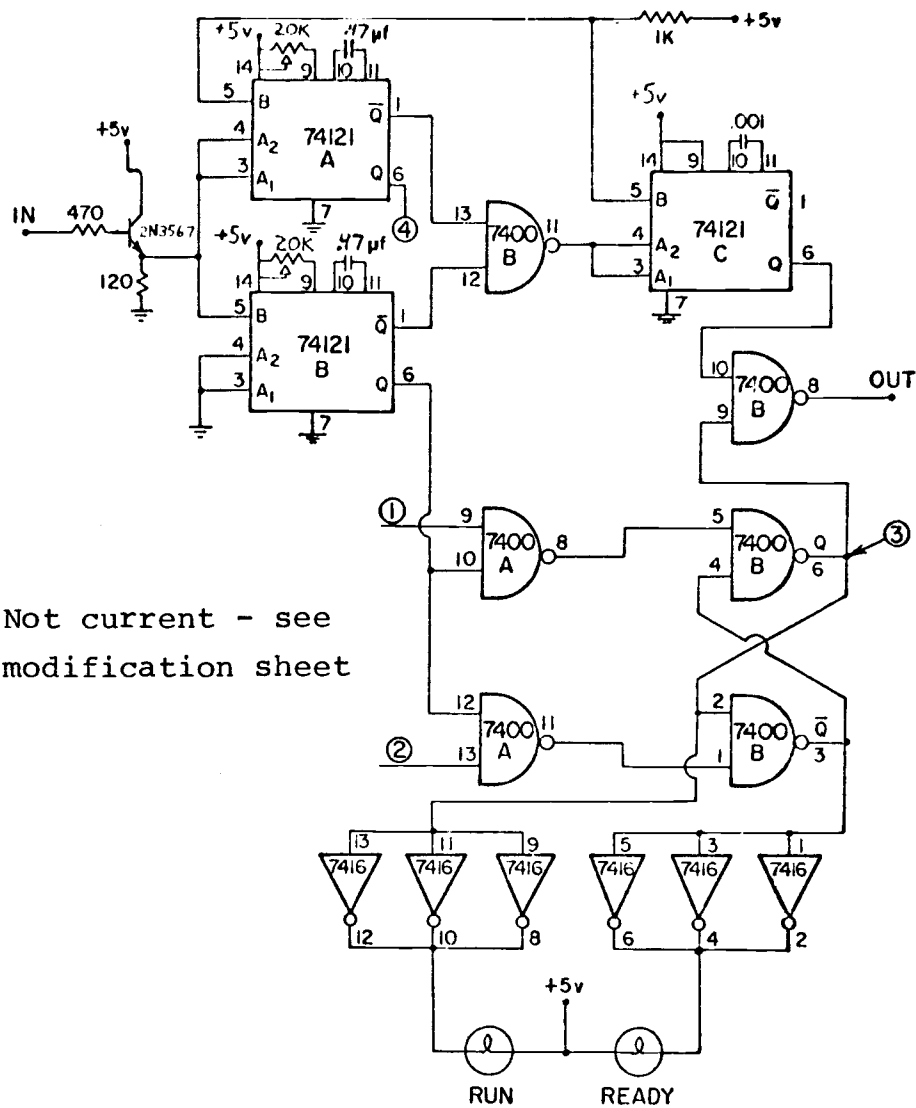 +5v 20K .47µf
14 9 10 11
5 B Q̅ 1
4 A2 74121
3 A1 A Q 6
7 ④
1K +5v
+5v .001
14 9 10 11
5 B Q̅ 1
4 A2 74121
3 A1 C Q 6
7
+5v
IN 470 2N3567
120
+5v 20K .47µf
14 9 10 11
5 B Q̅ 1
4 A2 74121
3 A1 B Q 6
7
13 7400 11
12 B
10 7400 8 OUT
9 B
① 9 7400 8
10 A
5 7400 Q ③
4 B 6
Not current - see
modification sheet
12 7400 11
② 13 A
2 7400 Q̅
1 B 3
13 11 9 5 3 1
7416 7416 7416 7416 7416 7416
12 10 8 6 4 2
+5v
RUN READY